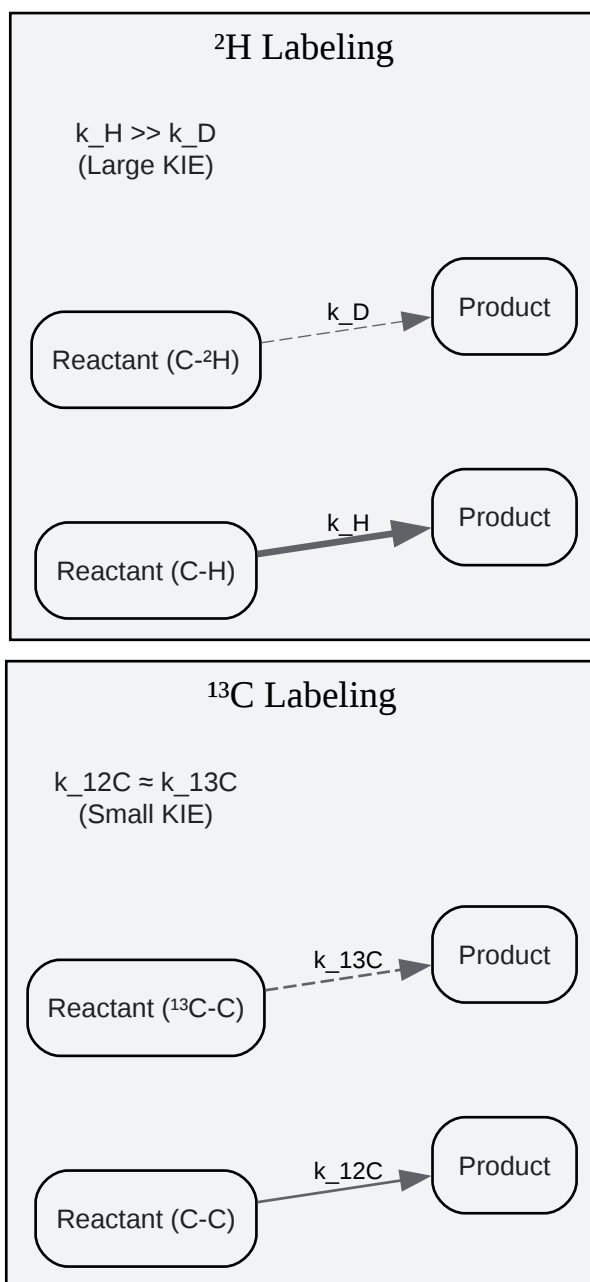 ²H Labeling
k_H >> k_D
(Large KIE)
k_D
Product
Reactant (C-²H)
k_H
Product
Reactant (C-H)
¹³C Labeling
k_12C ≈ k_13C
(Small KIE)
k_13C
Product
Reactant (¹³C-C)
k_12C
Product
Reactant (C-C)